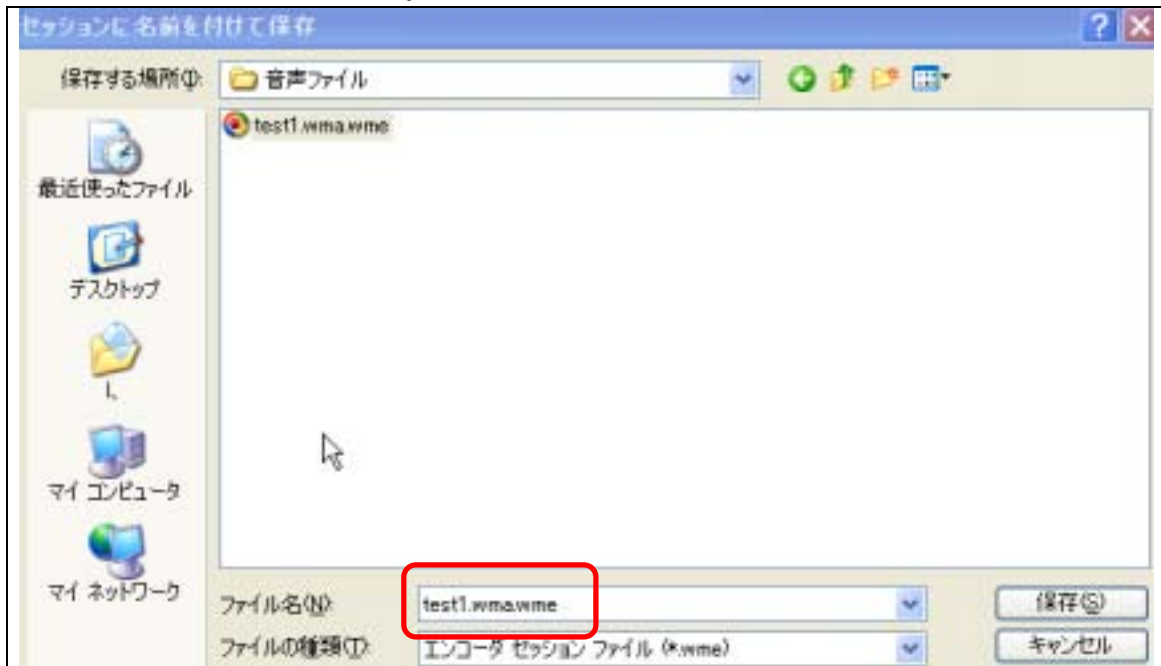 セッションに名前を付けて保存
保存する場所(I):
音声ファイル
test1.wma.wme
最近使ったファイル
デスクトップ
マイ コンピュータ
マイ ネットワーク
ファイル名(N):
test1.wma.wme
保存(S)
ファイルの種類(T):
エンコーダ セッション ファイル (*.wme)
キャンセル